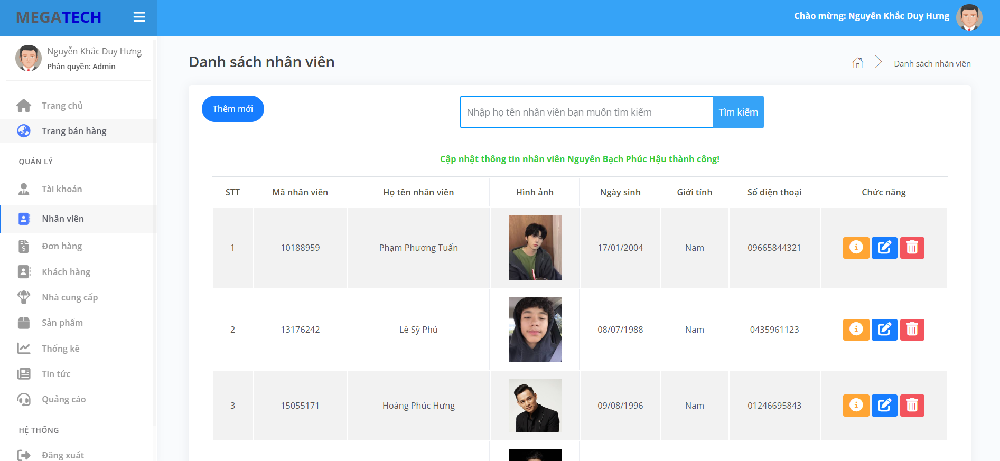 MEGATECH
Chào mừng: Nguyễn Khắc Duy Hưng
Nguyễn Khắc Duy Hưng
Phân quyền: Admin
Trang chủ
Trang bán hàng
QUẢN LÝ
Tài khoản
Nhân viên
Đơn hàng
Khách hàng
Nhà cung cấp
Sản phẩm
Thống kê
Tin tức
Quảng cáo
HỆ THỐNG
Đăng xuất
Danh sách nhân viên
Danh sách nhân viên
Thêm mới
Nhập họ tên nhân viên bạn muốn tìm kiếm
Tìm kiếm
Cập nhật thông tin nhân viên Nguyễn Bạch Phúc Hậu thành công!
STT Mã nhân viên Họ tên nhân viên Hình ảnh Ngày sinh Giới tính Số điện thoại Chức năng
1 10188959 Phạm Phương Tuấn 17/01/2004 Nam 09665844321
2 13176242 Lê Sỹ Phú 08/07/1988 Nam 0435961123
3 15055171 Hoàng Phúc Hưng 09/08/1996 Nam 01246695843